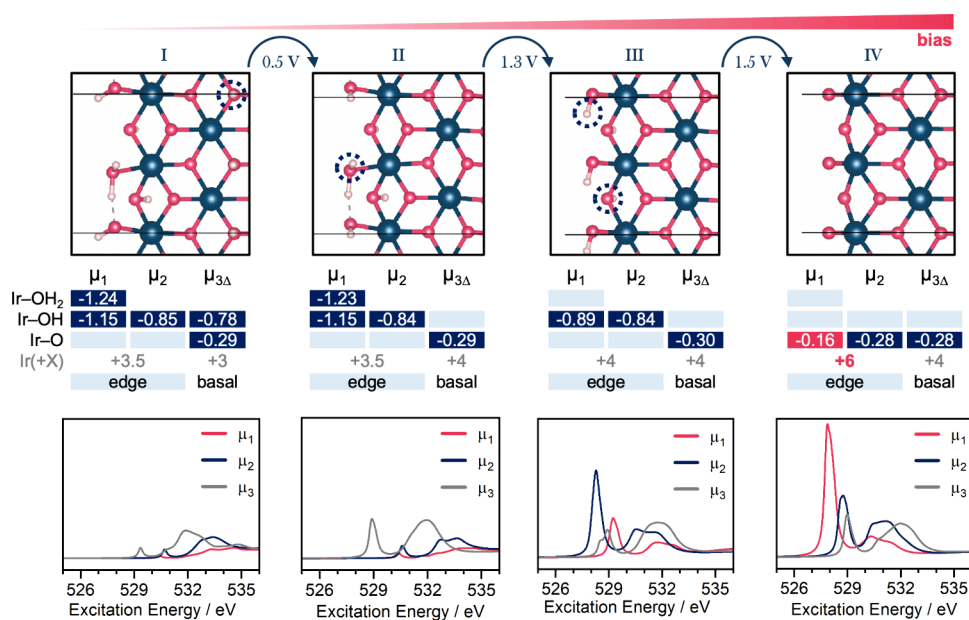 bias
I II III IV
0.5 V 1.3 V 1.5 V
μ1 μ2 μ3Δ μ1 μ2 μ3Δ μ1 μ2 μ3Δ μ1 μ2 μ3Δ
Ir–OH2 -1.24 -1.23
Ir–OH -1.15 -0.85 -0.78 -1.15 -0.84 -0.89 -0.84
Ir–O -0.29 -0.29 -0.30 -0.16 -0.28 -0.28
Ir(+X) +3.5 +3 +3.5 +4 +4 +4 +6 +4
edge basal edge basal edge basal edge basal
μ1 μ1 μ1 μ1
μ2 μ2 μ2 μ2
μ3 μ3 μ3 μ3
526 529 532 535 526 529 532 535 526 529 532 535 526 529 532 535
Excitation Energy / eV Excitation Energy / eV Excitation Energy / eV Excitation Energy / eV